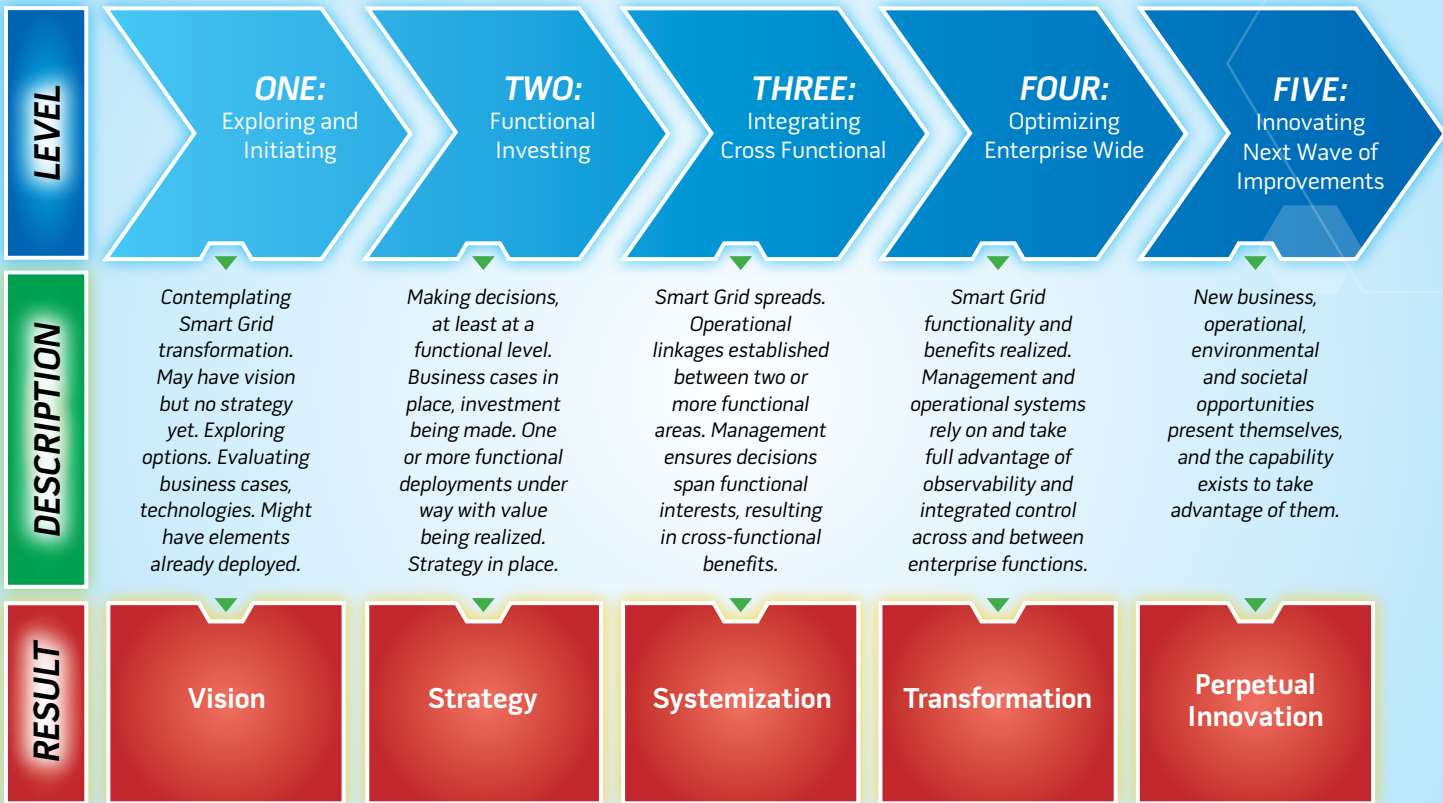 LEVEL
ONE:
Exploring and
Initiating
TWO:
Functional
Investing
THREE:
Integrating
Cross Functional
FOUR:
Optimizing
Enterprise Wide
FIVE:
Innovating
Next Wave of
Improvements
DESCRIPTION
Contemplating
Smart Grid
transformation.
May have vision
but no strategy
yet. Exploring
options. Evaluating
business cases,
technologies. Might
have elements
already deployed.
Making decisions,
at least at a
functional level.
Business cases in
place, investment
being made. One
or more functional
deployments under
way with value
being realized.
Strategy in place.
Smart Grid spreads.
Operational
linkages established
between two or
more functional
areas. Management
ensures decisions
span functional
interests, resulting
in cross-functional
benefits.
Smart Grid
functionality and
benefits realized.
Management and
operational systems
rely on and take
full advantage of
observability and
integrated control
across and between
enterprise functions.
New business,
operational,
environmental
and societal
opportunities
present themselves,
and the capability
exists to take
advantage of them.
RESULT
Vision
Strategy
Systemization
Transformation
Perpetual
Innovation